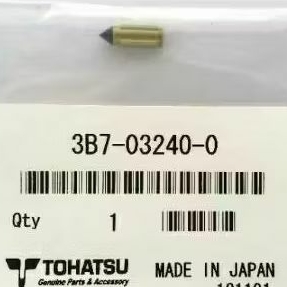 3B7-03240-0
Qty 1
TOHATSU MADE IN JAPAN
Genuine Parts & Accessory